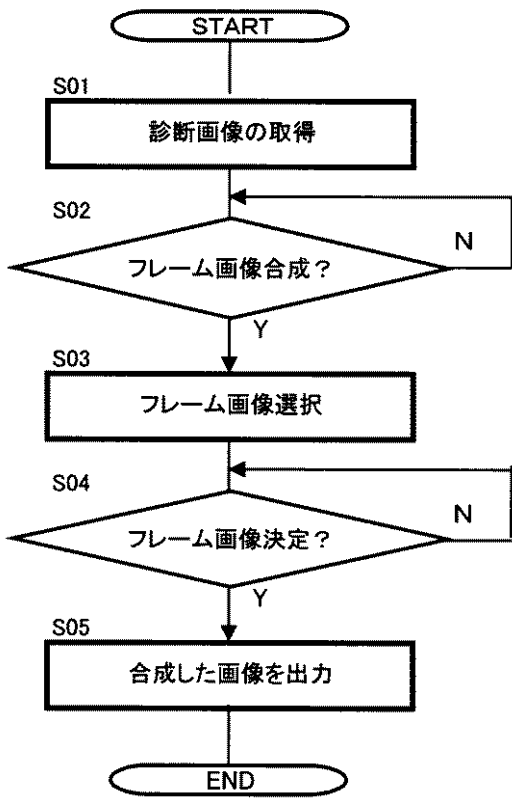 START
S01
診断画像の取得
S02
フレーム画像合成?
N
Y
S03
フレーム画像選択
S04
フレーム画像決定?
N
Y
S05
合成した画像を出力
END